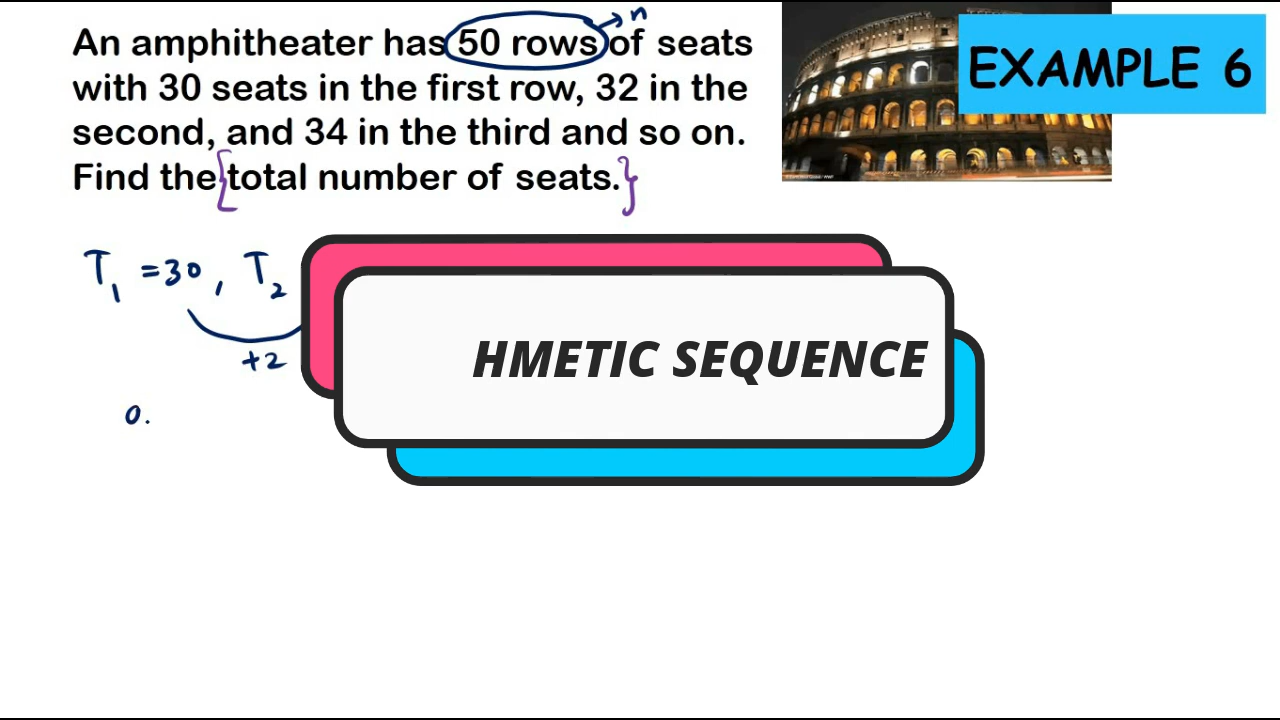 An amphitheater has 50 rows of seats
n
with 30 seats in the first row, 32 in the
second, and 34 in the third and so on.
Find the {total number of seats.}
EXAMPLE 6
T₁ = 30, T₂
+2
HMETIC SEQUENCE
0.